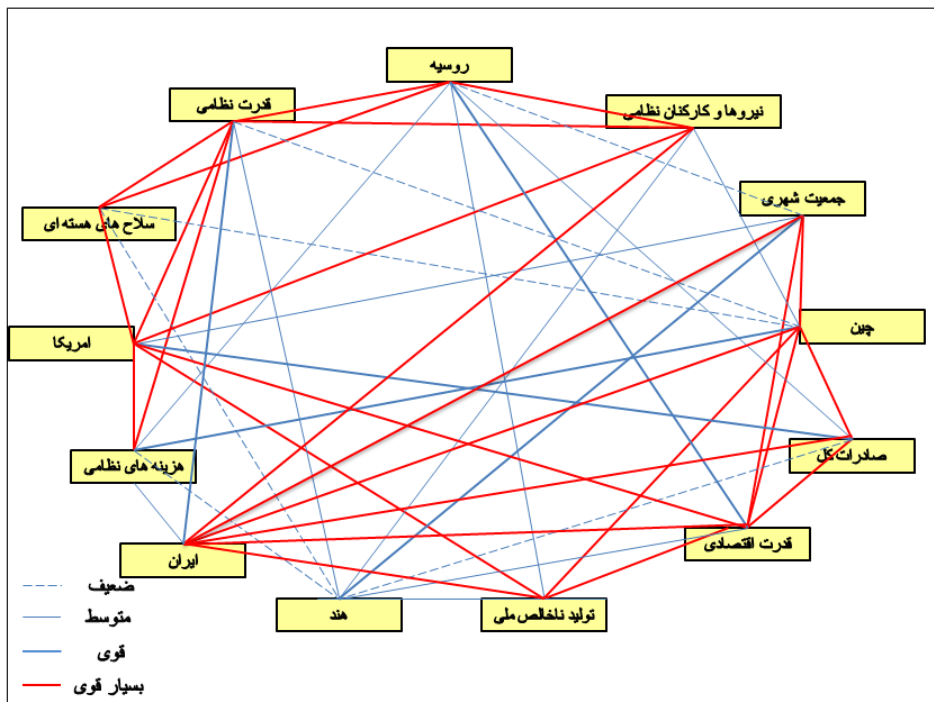 روسیه
قدرت نظامی
نیروها و کارکنان نظامی
جمعیت شهری
سلاح های هسته ای
چین
امریکا
صادرات کل
هزینه های نظامی
قدرت اقتصادی
ایران
تولید ناخالص ملی
هند
ضعیف
متوسط
قوی
بسیار قوی